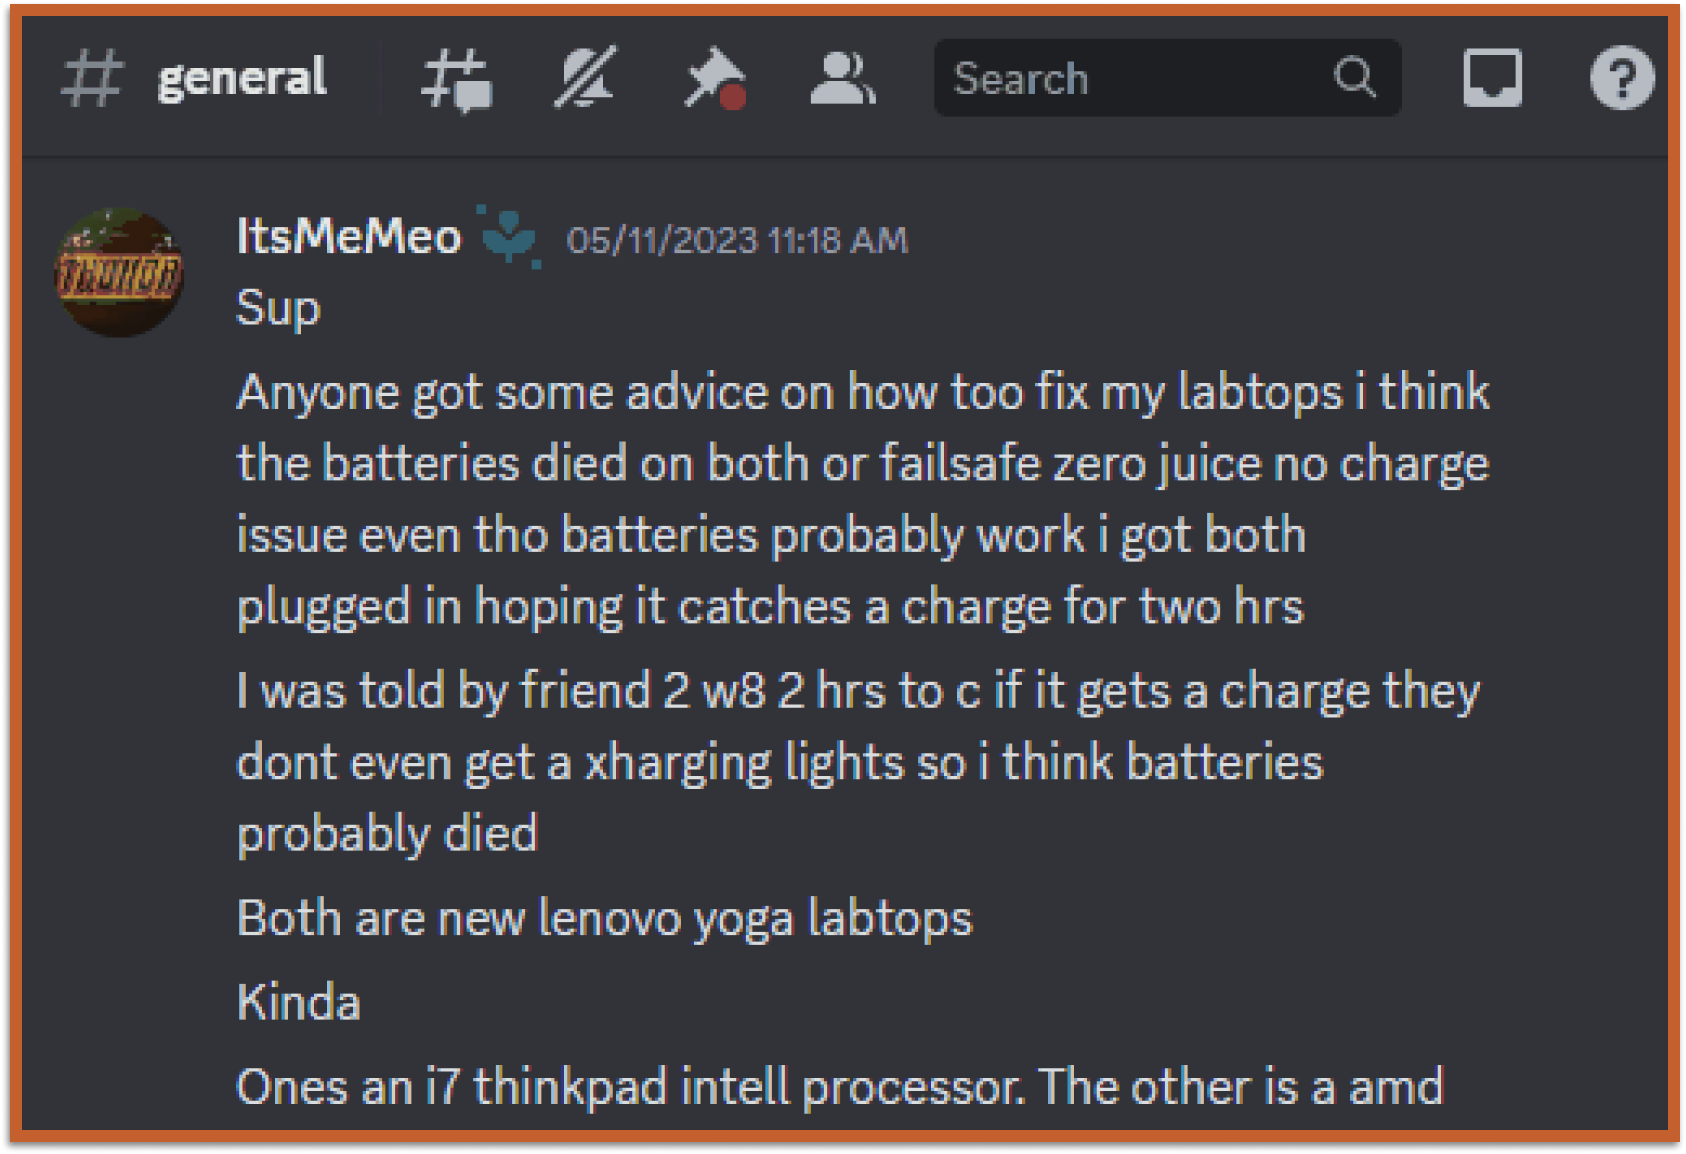 general
Search
ItsMeMeo 05/11/2023 11:18 AM
Sup
Anyone got some advice on how too fix my labtops i think
the batteries died on both or failsafe zero juice no charge
issue even tho batteries probably work i got both
plugged in hoping it catches a charge for two hrs
I was told by friend 2 w8 2 hrs to c if it gets a charge they
dont even get a xharging lights so i think batteries
probably died
Both are new lenovo yoga labtops
Kinda
Ones an i7 thinkpad intell processor. The other is a amd